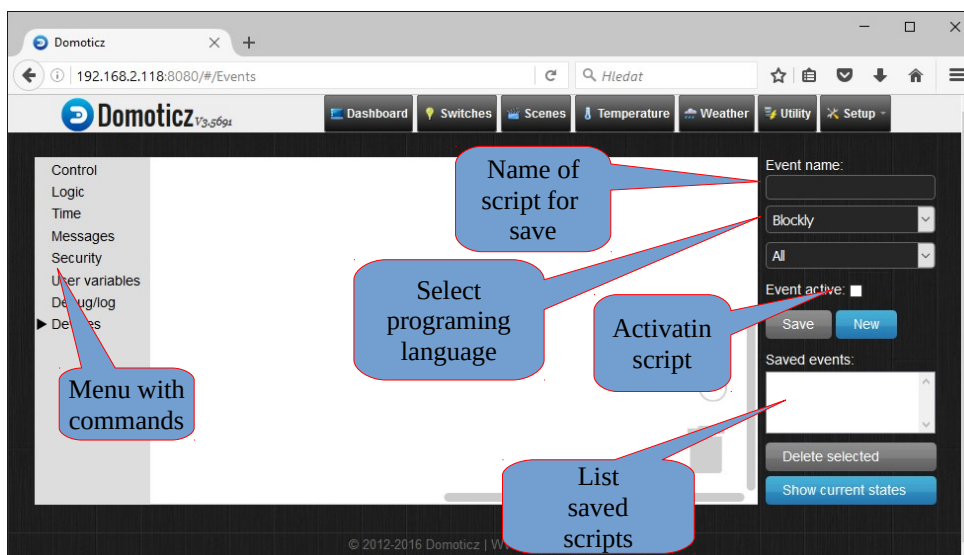 Domoticz
192.168.2.118:8080/#/Events
Hledat
Domoticz V3.5691
Dashboard
Switches
Scenes
Temperature
Weather
Utility
Setup
Control
Logic
Time
Messages
Security
User variables
Debug/log
Devices
Name of
script for
save
Select
programing
language
Activatin
script
Menu with
commands
List
saved
scripts
Event name:
Blockly
All
Event active:
Save
New
Saved events:
Delete selected
Show current states
© 2012-2016 Domoticz |